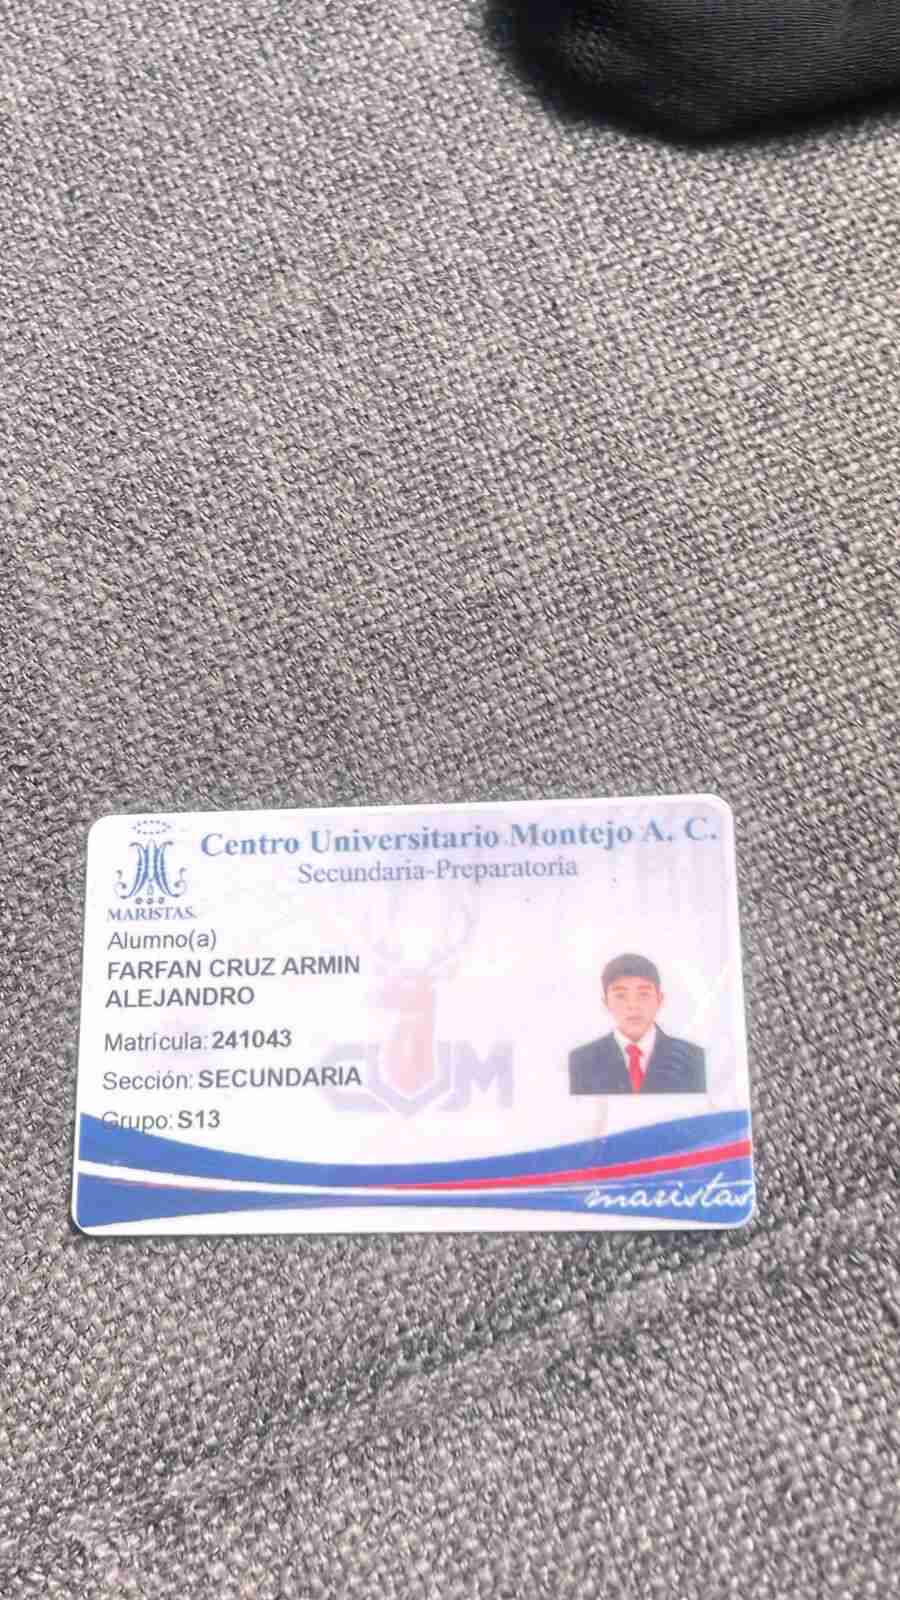 Centro Universitario Montejo A. C.
Secundaria-Preparatoria
MARISTAS
Alumno(a)
FARFAN CRUZ ARMIN
ALEJANDRO
Matrícula: 241043
Sección: SECUNDARIA
CUM
Grupo: S13
maristas